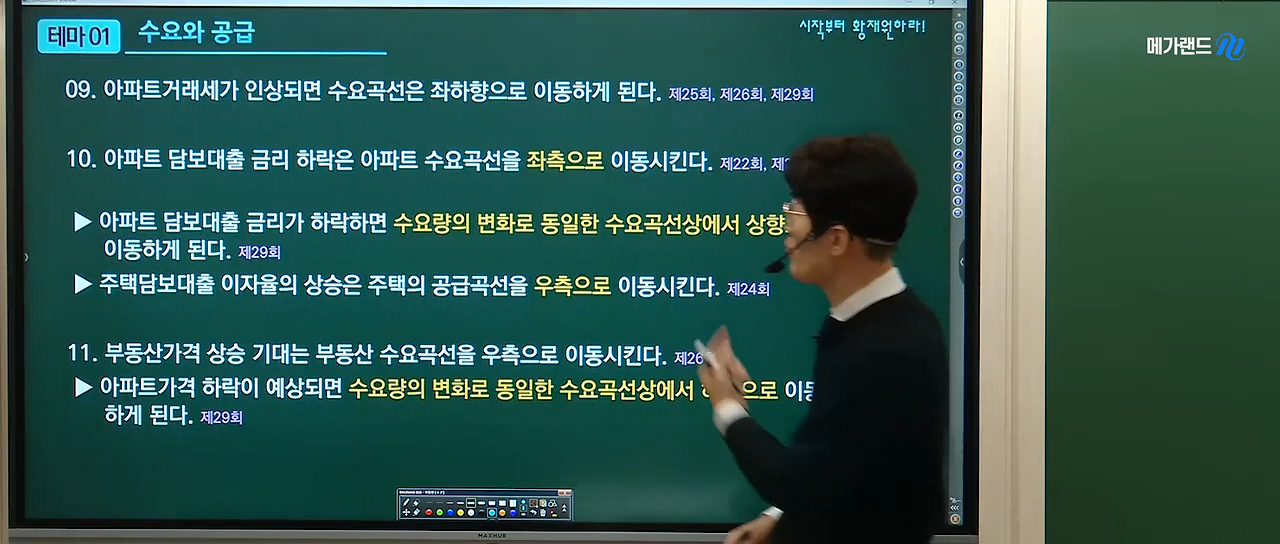 테마 01 수요와 공급
시작부터 황재원하라!
메가랜드
09. 아파트거래세가 인상되면 수요곡선은 좌하향으로 이동하게 된다. 제25회, 제26회, 제29회
10. 아파트 담보대출 금리 하락은 아파트 수요곡선을 좌측으로 이동시킨다. 제22회,
▶ 아파트 담보대출 금리가 하락하면 수요량의 변화로 동일한 수요곡선상에서
이동하게 된다. 제29회
▶ 주택담보대출 이자율의 상승은 주택의 공급곡선을 우측으로 이동시킨다. 제24회
11. 부동산가격 상승 기대는 부동산 수요곡선을 우측으로 이동시킨다.
▶ 아파트가격 하락이 예상되면 수요량의 변화로 동일한 수요곡선상에서
하게 된다. 제29회
MAXHUB